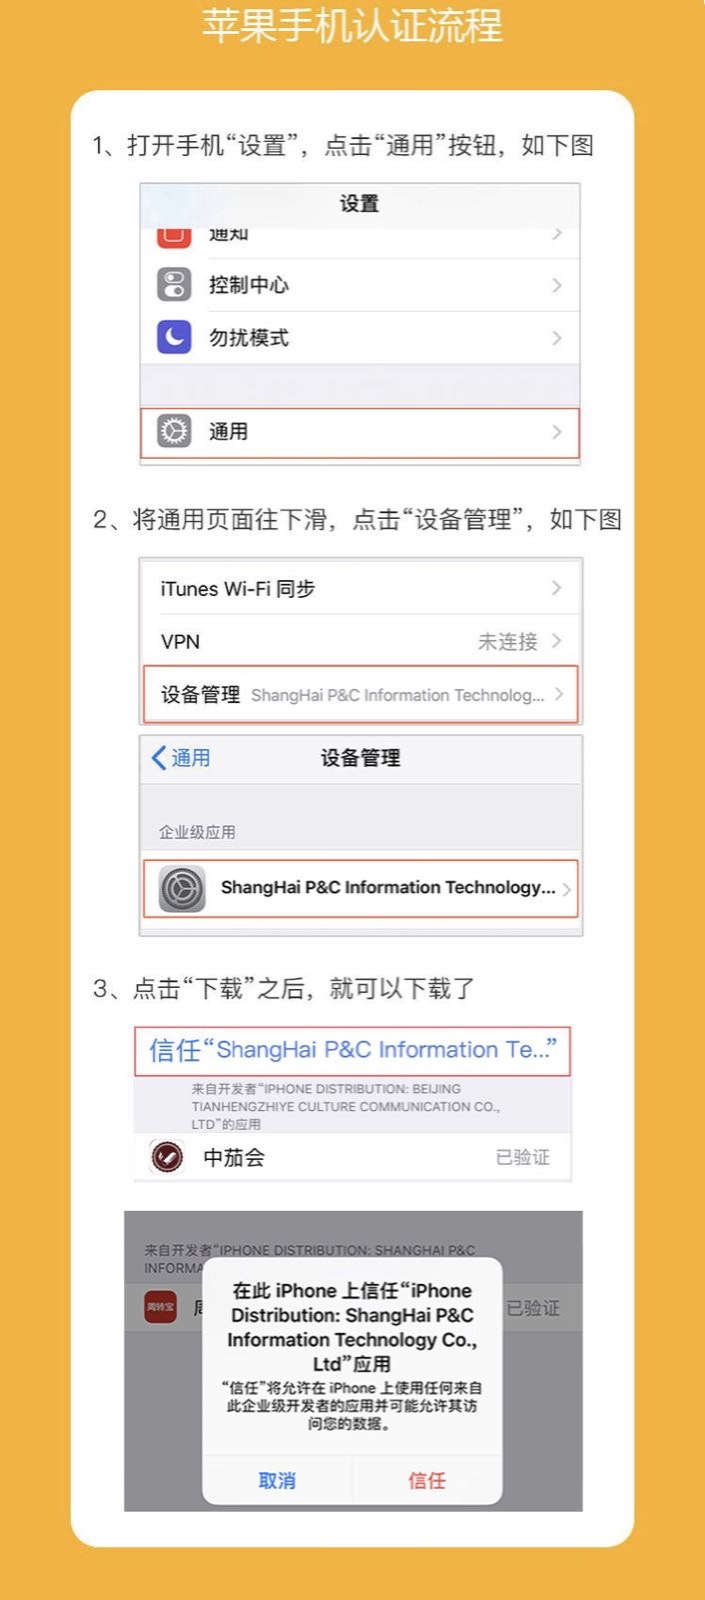 苹果手机认证流程
1、打开手机“设置”，点击“通用”按钮，如下图
设置
通知
控制中心
勿扰模式
通用
2、将通用页面往下滑，点击“设备管理”，如下图
iTunes Wi-Fi 同步
VPN 未连接
设备管理 ShangHai P&C Information Technolog...
通用 设备管理
企业级应用
ShangHai P&C Information Technology...
3、点击“下载”之后，就可以下载了
信任“ShangHai P&C Information Te...”
来自开发者“IPHONE DISTRIBUTION: BEIJING
TIANHENGZHIYE CULTURE COMMUNICATION CO.,
LTD”的应用
中茄会 已验证
来自开发者“IPHONE DISTRIBUTION: SHANGHAI P&C
INFORMA
周转宝 已验证
在此 iPhone 上信任“iPhone
Distribution: ShangHai P&C
Information Technology Co.,
Ltd”应用
“信任”将允许在 iPhone 上使用任何来自
此企业级开发者的应用并可能允许其访
问您的数据。
取消 信任